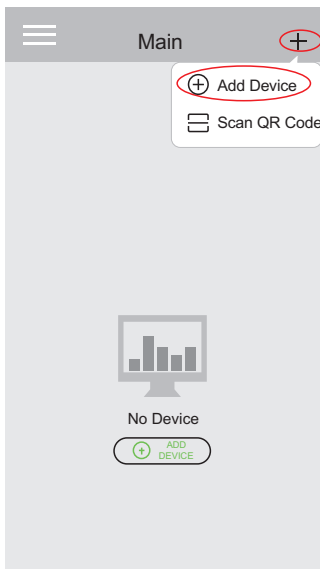 Main
Add Device
Scan QR Code
No Device
ADD
DEVICE